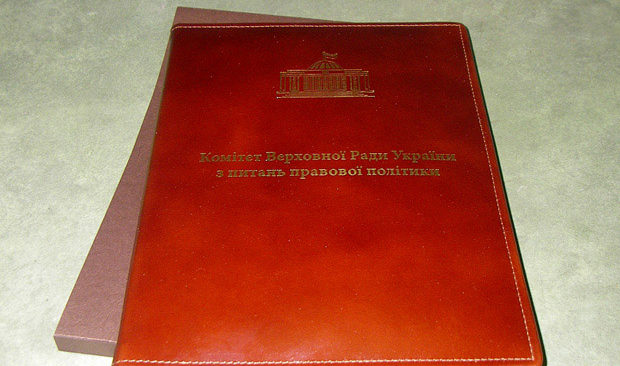 Комітет Верховної Ради України
з питань правової політики